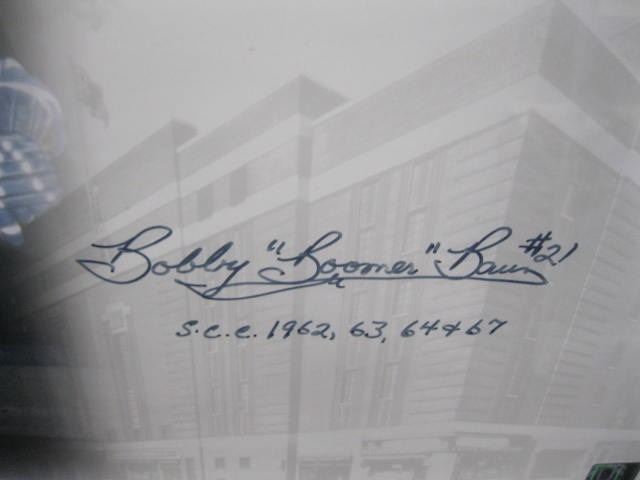 Bobby "Boomer" Baun #21
S.C.C. 1962, 63, 64 & 67